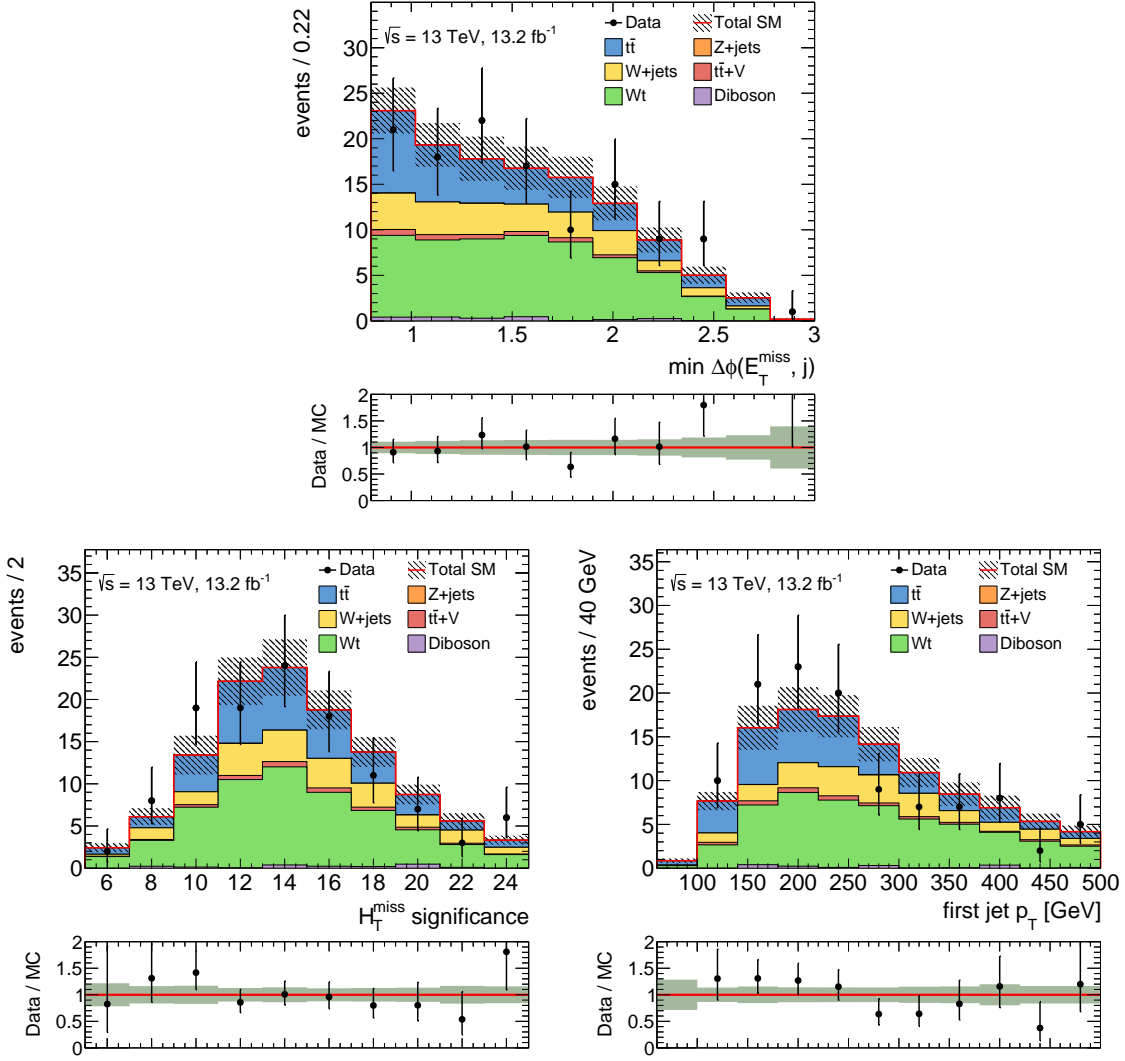 events / 0.22
35
30
25
20
15
10
5
0
√s = 13 TeV, 13.2 fb⁻¹
Data
Total SM
tt̄
Z+jets
W+jets
tt̄+V
Wt
Diboson
1 1.5 2 2.5 3
min Δϕ(E_T^miss, j)
Data / MC
2
1.5
1
0.5
0
events / 2
35
30
25
20
15
10
5
0
√s = 13 TeV, 13.2 fb⁻¹
Data
Total SM
tt̄
Z+jets
W+jets
tt̄+V
Wt
Diboson
6 8 10 12 14 16 18 20 22 24
H_T^miss significance
Data / MC
2
1.5
1
0.5
0
events / 40 GeV
35
30
25
20
15
10
5
0
√s = 13 TeV, 13.2 fb⁻¹
Data
Total SM
tt̄
Z+jets
W+jets
tt̄+V
Wt
Diboson
100 150 200 250 300 350 400 450 500
first jet p_T [GeV]
Data / MC
2
1.5
1
0.5
0